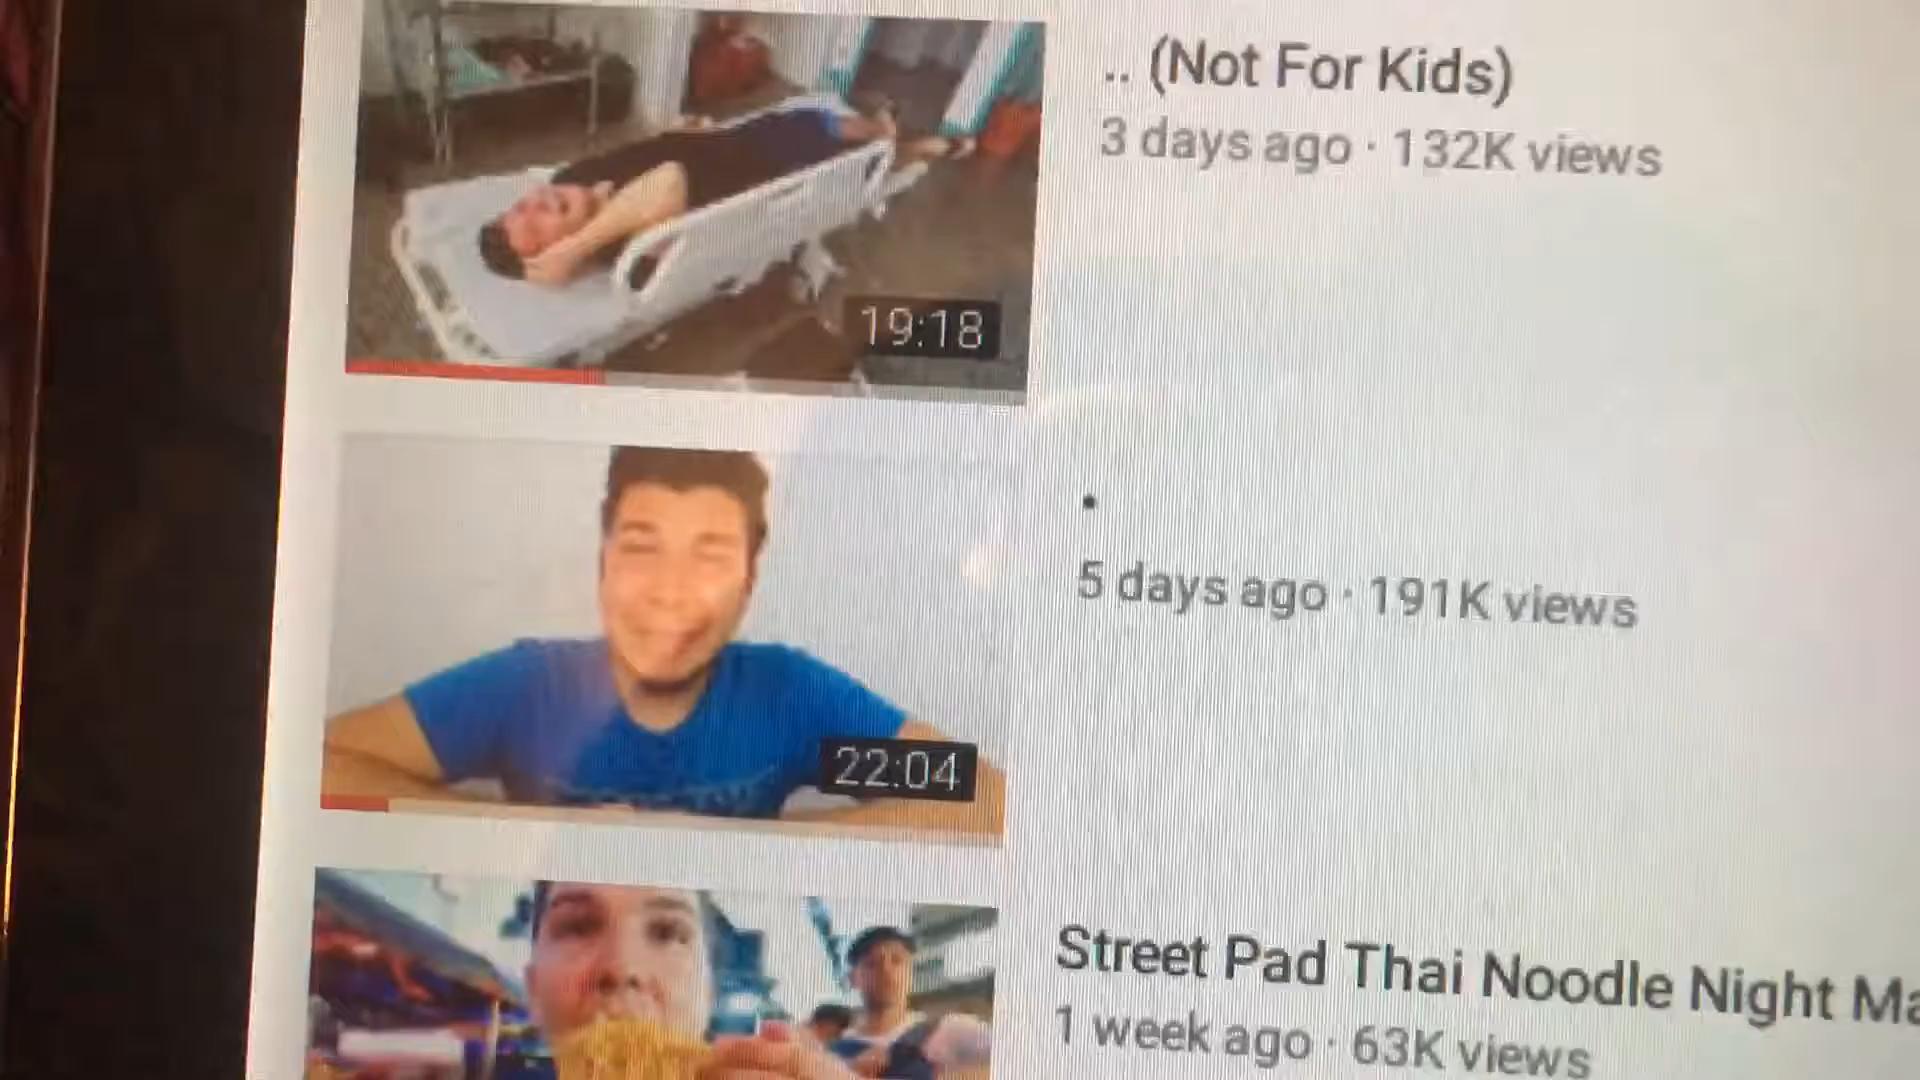 .. (Not For Kids)
3 days ago · 132K views
19:18
.
5 days ago · 191K views
22:04
Street Pad Thai Noodle Night Ma
1 week ago · 63K views